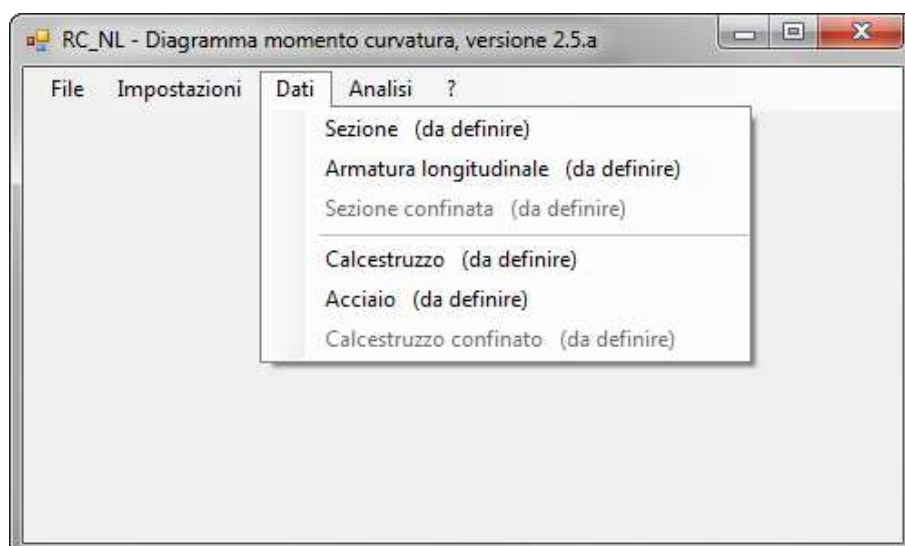 RC_NL - Diagramma momento curvatura, versione 2.5.a
File Impostazioni Dati Analisi ?
Sezione (da definire)
Armatura longitudinale (da definire)
Sezione confinata (da definire)
Calcestruzzo (da definire)
Acciaio (da definire)
Calcestruzzo confinato (da definire)